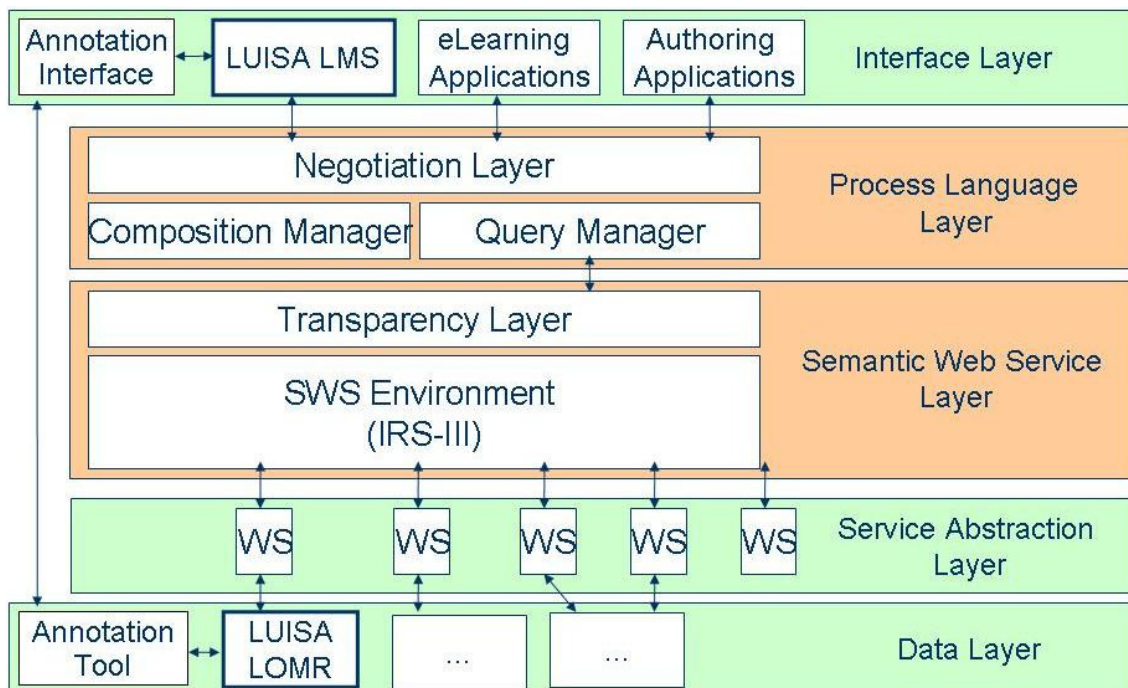 Annotation
Interface
LUISA LMS
eLearning
Applications
Authoring
Applications
Interface Layer
Negotiation Layer
Composition Manager
Query Manager
Process Language
Layer
Transparency Layer
SWS Environment
(IRS-III)
Semantic Web Service
Layer
WS
WS
WS
WS
WS
Service Abstraction
Layer
Annotation
Tool
LUISA
LOMR
...
...
Data Layer